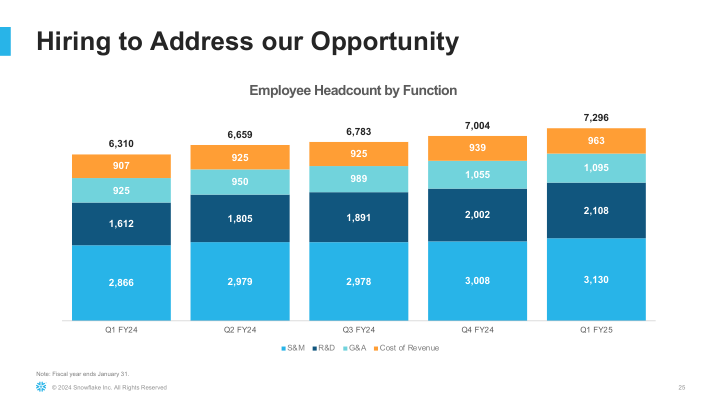 Hiring to Address our Opportunity
Employee Headcount by Function
6,310
6,659
6,783
7,004
7,296
907
925
925
939
963
925
950
989
1,055
1,095
1,612
1,805
1,891
2,002
2,108
2,866
2,979
2,978
3,008
3,130
Q1 FY24
Q2 FY24
Q3 FY24
Q4 FY24
Q1 FY25
S&M R&D G&A Cost of Revenue
Note: Fiscal year ends January 31.
© 2024 Snowflake Inc. All Rights Reserved
25